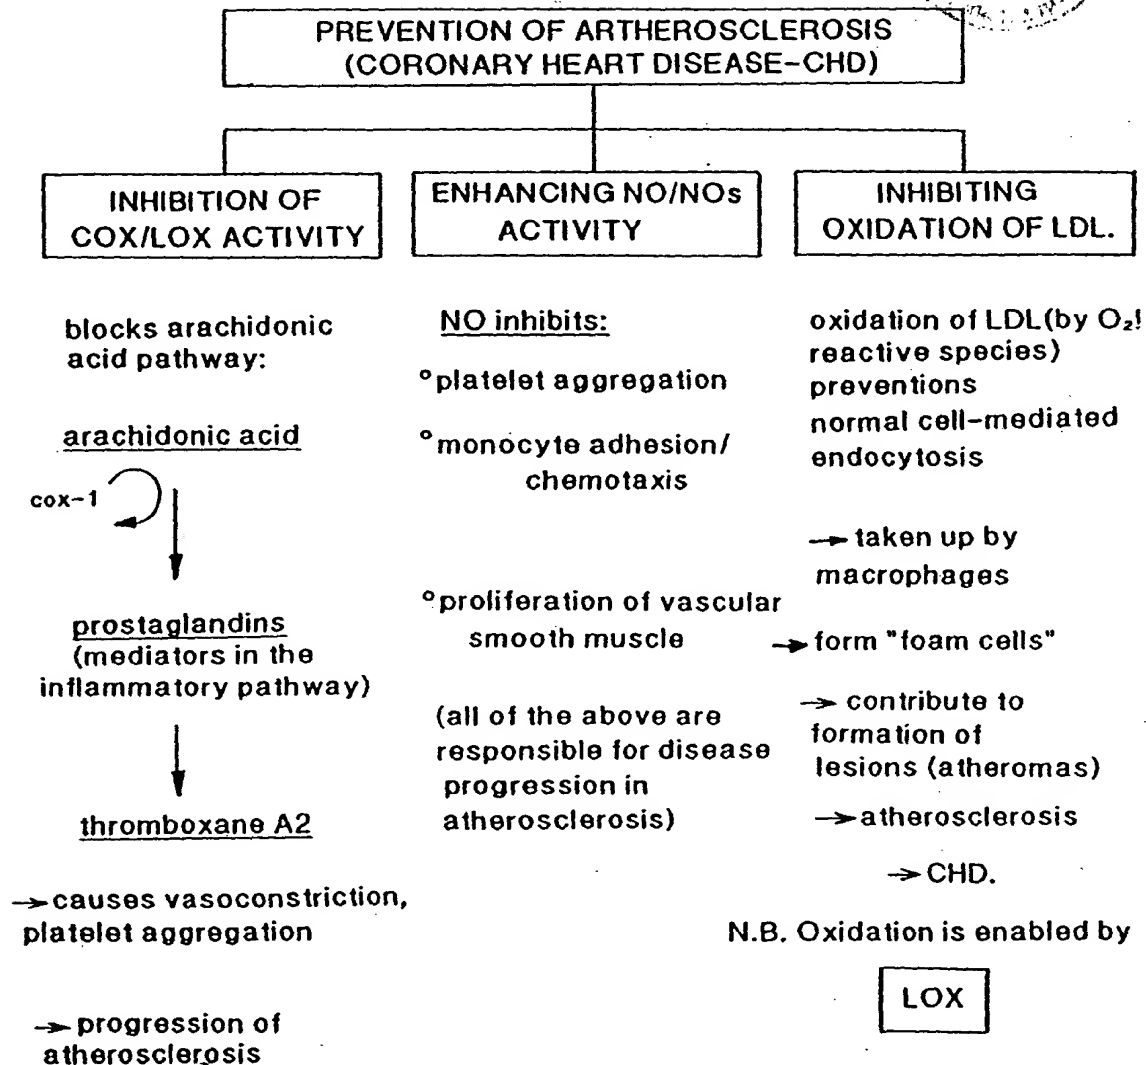 PREVENTION OF ARTHEROSCLEROSIS
(CORONARY HEART DISEASE-CHD)
INHIBITION OF
COX/LOX ACTIVITY
blocks arachidonic
acid pathway:
arachidonic acid
cox-1
prostaglandins
(mediators in the
inflammatory pathway)
thromboxane A2
→ causes vasoconstriction,
platelet aggregation
→ progression of
atherosclerosis
ENHANCING NO/NOs
ACTIVITY
NO inhibits:
°platelet aggregation
°monocyte adhesion/
chemotaxis
°proliferation of vascular
smooth muscle
(all of the above are
responsible for disease
progression in
atherosclerosis)
INHIBITING
OXIDATION OF LDL.
oxidation of LDL(by O₂!
reactive species)
preventions
normal cell-mediated
endocytosis
→ taken up by
macrophages
→ form "foam cells"
→ contribute to
formation of
lesions (atheromas)
→ atherosclerosis
→ CHD.
N.B. Oxidation is enabled by
LOX